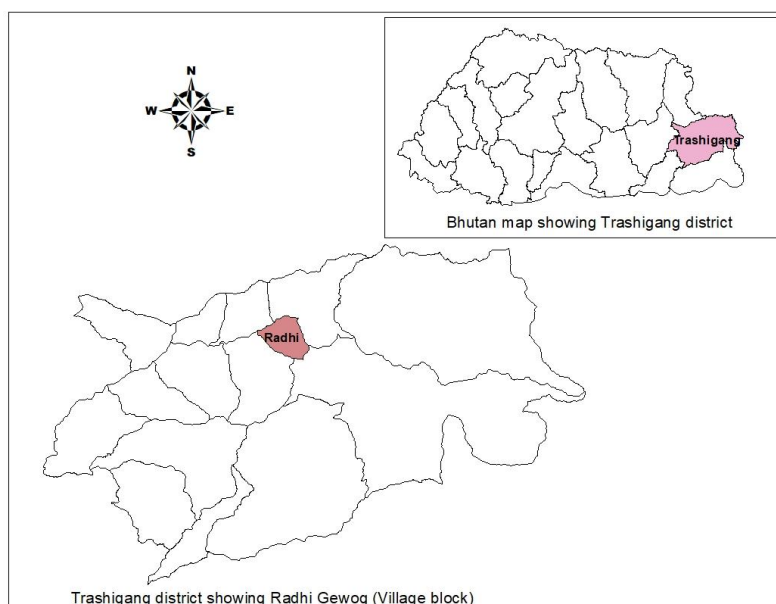 N
W E
S
Trashigang
Bhutan map showing Trashigang district
Radhi
Trashigang district showing Radhi Gewog (Village block)